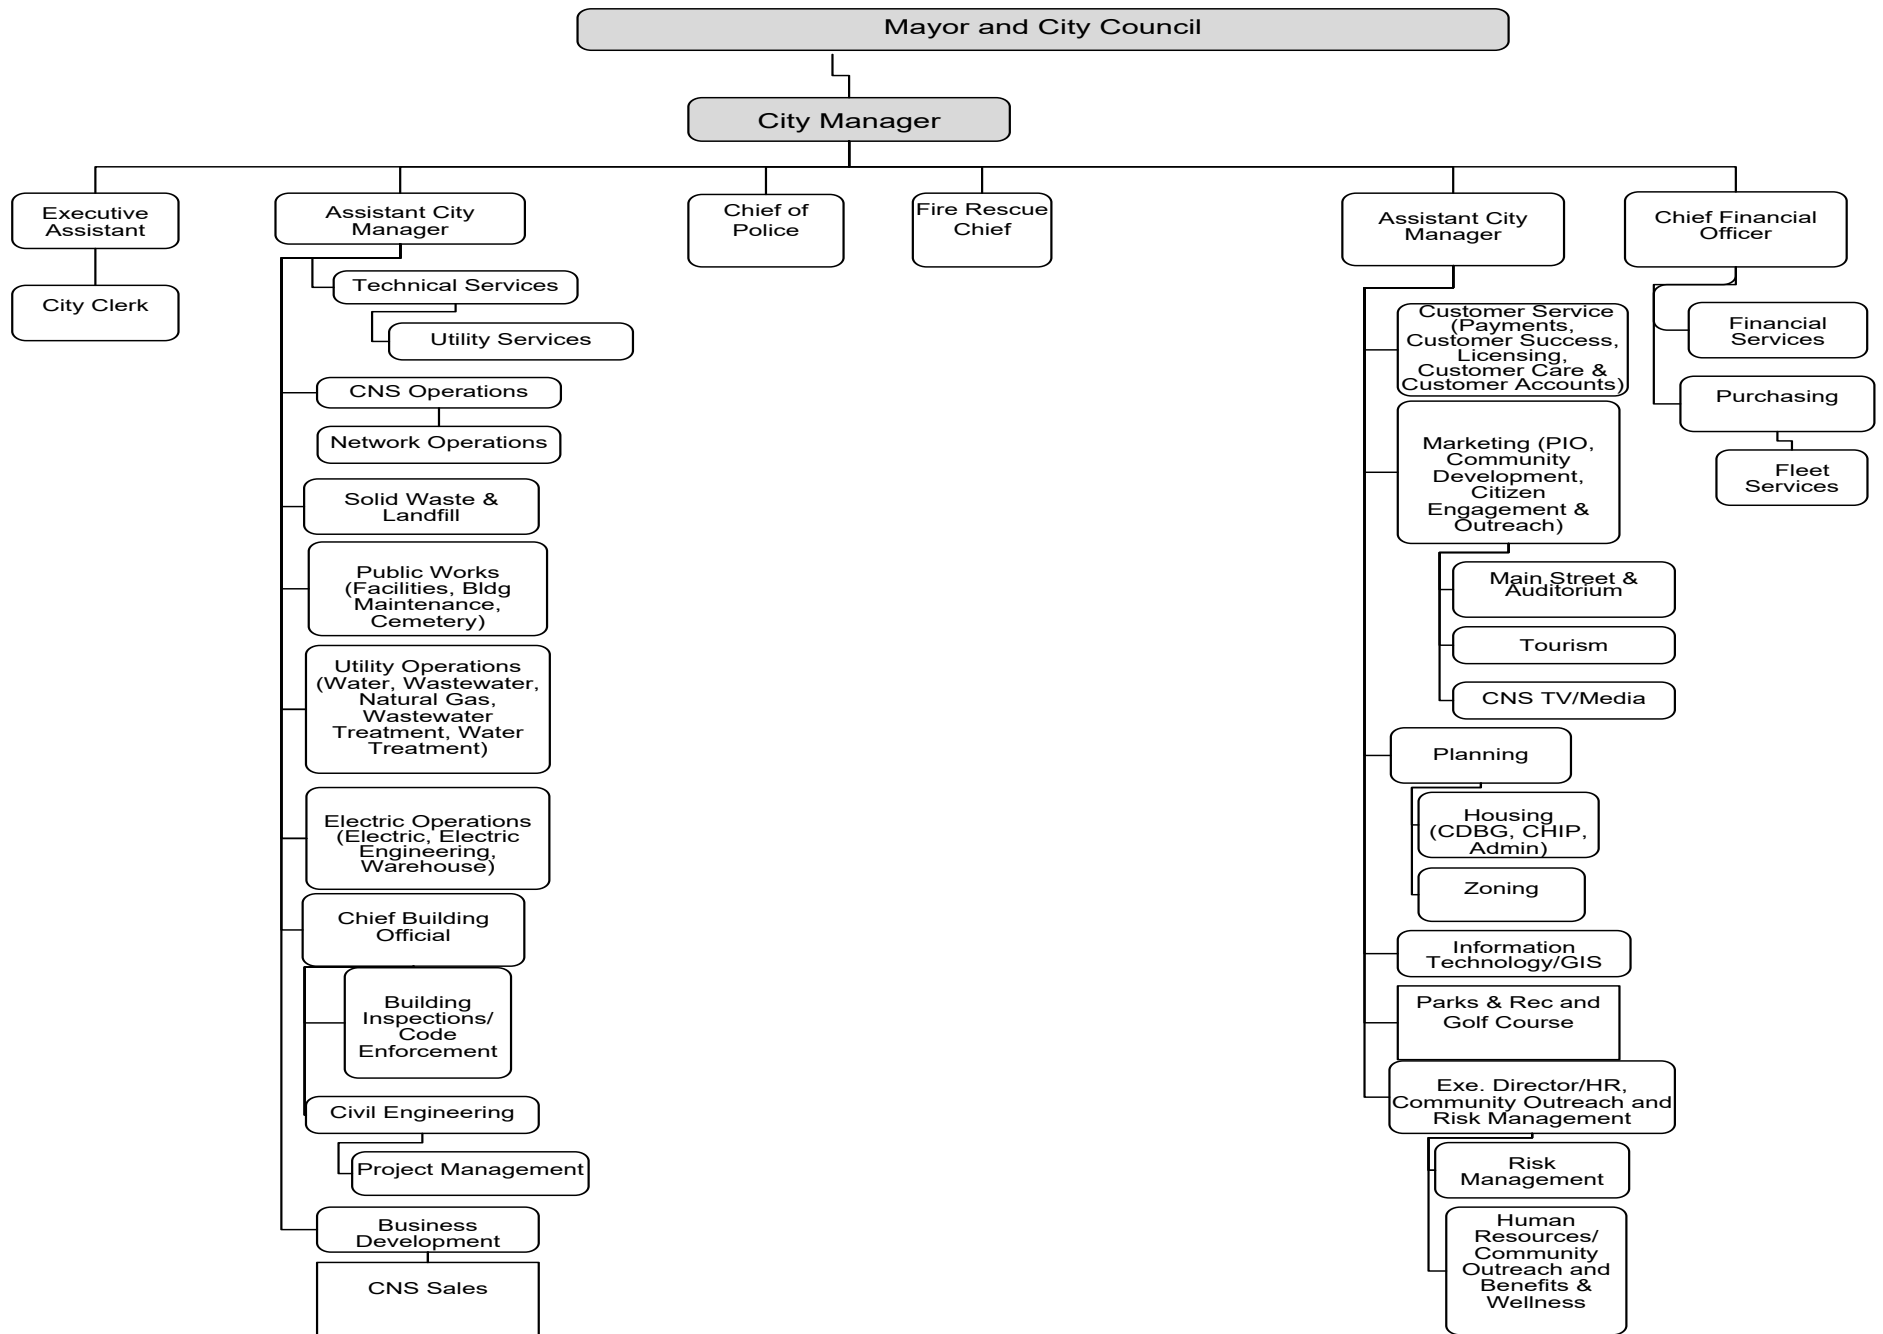 Mayor and City Council
City Manager
Executive
Assistant
City Clerk
Assistant City
Manager
Technical Services
Utility Services
CNS Operations
Network Operations
Solid Waste &
Landfill
Public Works
(Facilities, Bldg
Maintenance,
Cemetery)
Utility Operations
(Water, Wastewater,
Natural Gas,
Wastewater
Treatment, Water
Treatment)
Electric Operations
(Electric, Electric
Engineering,
Warehouse)
Chief Building
Official
Building
Inspections/
Code
Enforcement
Civil Engineering
Project Management
Business
Development
CNS Sales
Chief of
Police
Fire Rescue
Chief
Assistant City
Manager
Customer Service
(Payments,
Customer Success,
Licensing,
Customer Care &
Customer Accounts)
Marketing (PIO,
Community
Development,
Citizen
Engagement &
Outreach)
Main Street &
Auditorium
Tourism
CNS TV/Media
Planning
Housing
(CDBG, CHIP,
Admin)
Zoning
Information
Technology/GIS
Parks & Rec and
Golf Course
Exe. Director/HR,
Community Outreach and
Risk Management
Risk
Management
Human
Resources/
Community
Outreach and
Benefits &
Wellness
Chief Financial
Officer
Financial
Services
Purchasing
Fleet
Services